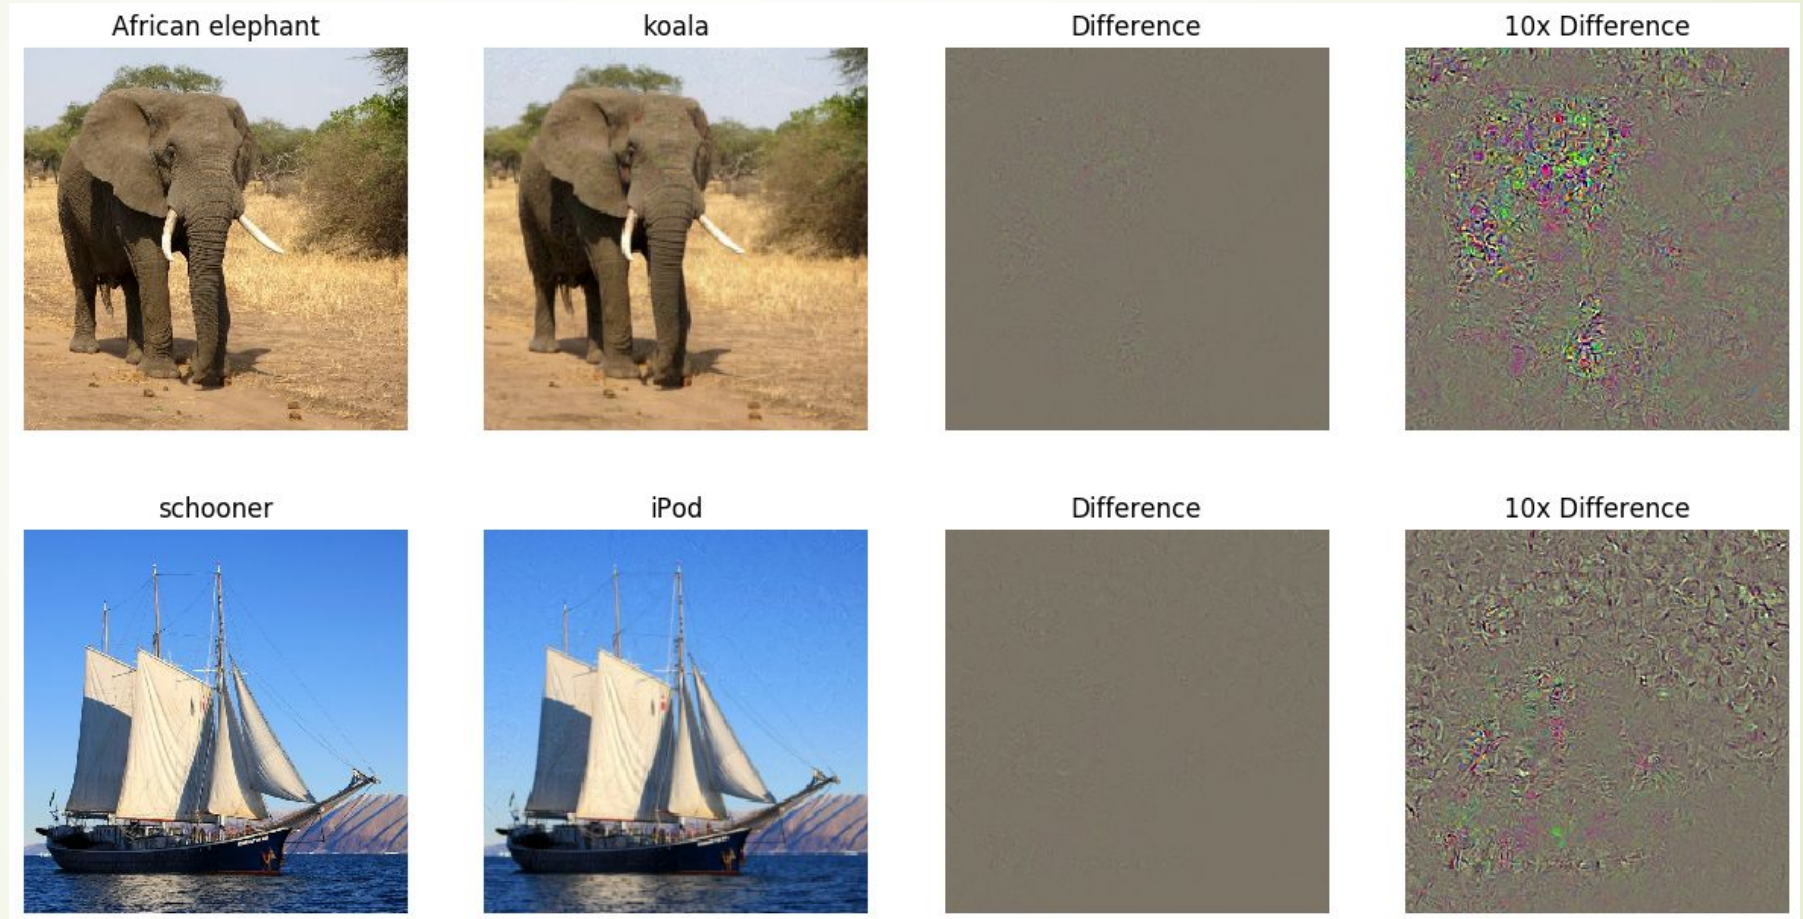 African elephant
koala
Difference
10x Difference
schooner
iPod
Difference
10x Difference